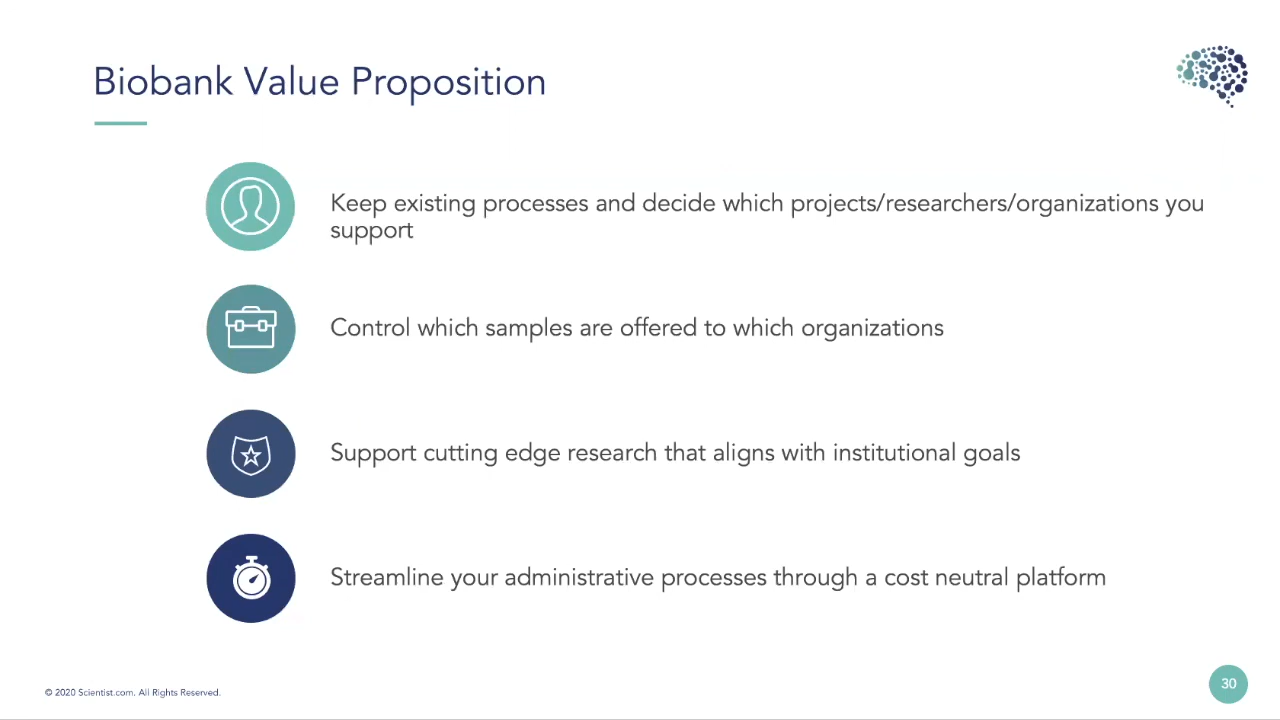 Biobank Value Proposition
Keep existing processes and decide which projects/researchers/organizations you
support
Control which samples are offered to which organizations
Support cutting edge research that aligns with institutional goals
Streamline your administrative processes through a cost neutral platform
© 2020 Scientist.com. All Rights Reserved.
30